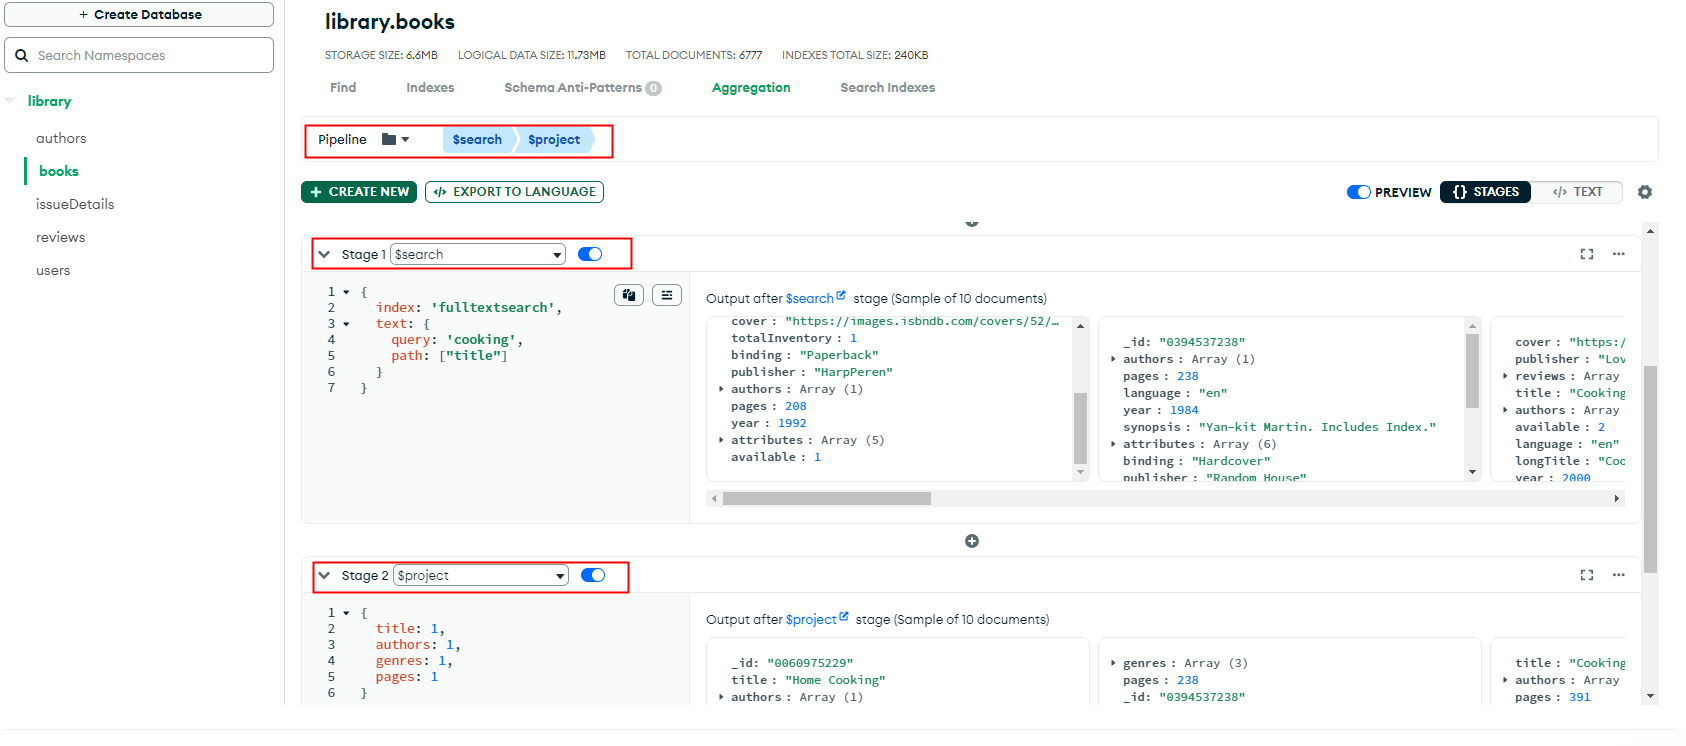 + Create Database
Search Namespaces
library
authors
books
issueDetails
reviews
users
library.books
STORAGE SIZE: 6.6MB LOGICAL DATA SIZE: 11.73MB TOTAL DOCUMENTS: 6777 INDEXES TOTAL SIZE: 240KB
Find Indexes Schema Anti-Patterns 0 Aggregation Search Indexes
Pipeline $search $project
+ CREATE NEW </> EXPORT TO LANGUAGE PREVIEW {} STAGES </> TEXT
Stage 1 $search
1 {
2 index: 'fulltextsearch',
3 text: {
4 query: 'cooking',
5 path: ["title"]
6 }
7 }
Output after $search stage (Sample of 10 documents)
cover : "https://images.isbndb.com/covers/52/…
totalInventory : 1
binding : "Paperback"
publisher : "HarpPeren"
authors : Array (1)
pages : 208
year : 1992
attributes : Array (5)
available : 1
_id: "0394537238"
authors : Array (1)
pages : 238
language : "en"
year : 1984
synopsis : "Yan-kit Martin. Includes Index."
attributes : Array (6)
binding : "Hardcover"
publisher : "Random House"
cover : "https:/
publisher : "Lov
reviews : Array
title : "Cooking
authors : Array
available : 2
language : "en"
longTitle : "Coo
year : 2000
Stage 2 $project
1 {
2 title: 1,
3 authors: 1,
4 genres: 1,
5 pages: 1
6 }
Output after $project stage (Sample of 10 documents)
_id: "0060975229"
title : "Home Cooking"
authors : Array (1)
genres : Array (3)
pages : 238
_id: "0394537238"
title : "Cooking
authors : Array
pages : 391